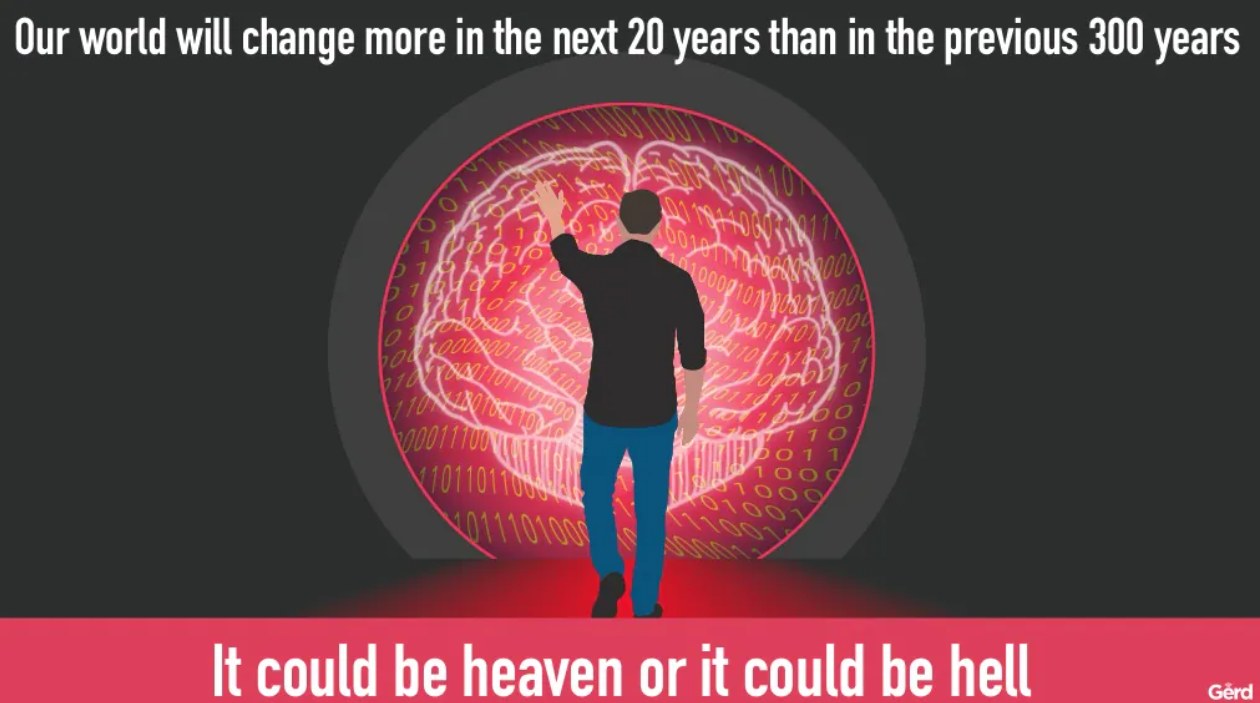 Our world will change more in the next 20 years than in the previous 300 years
It could be heaven or it could be hell
Gerd